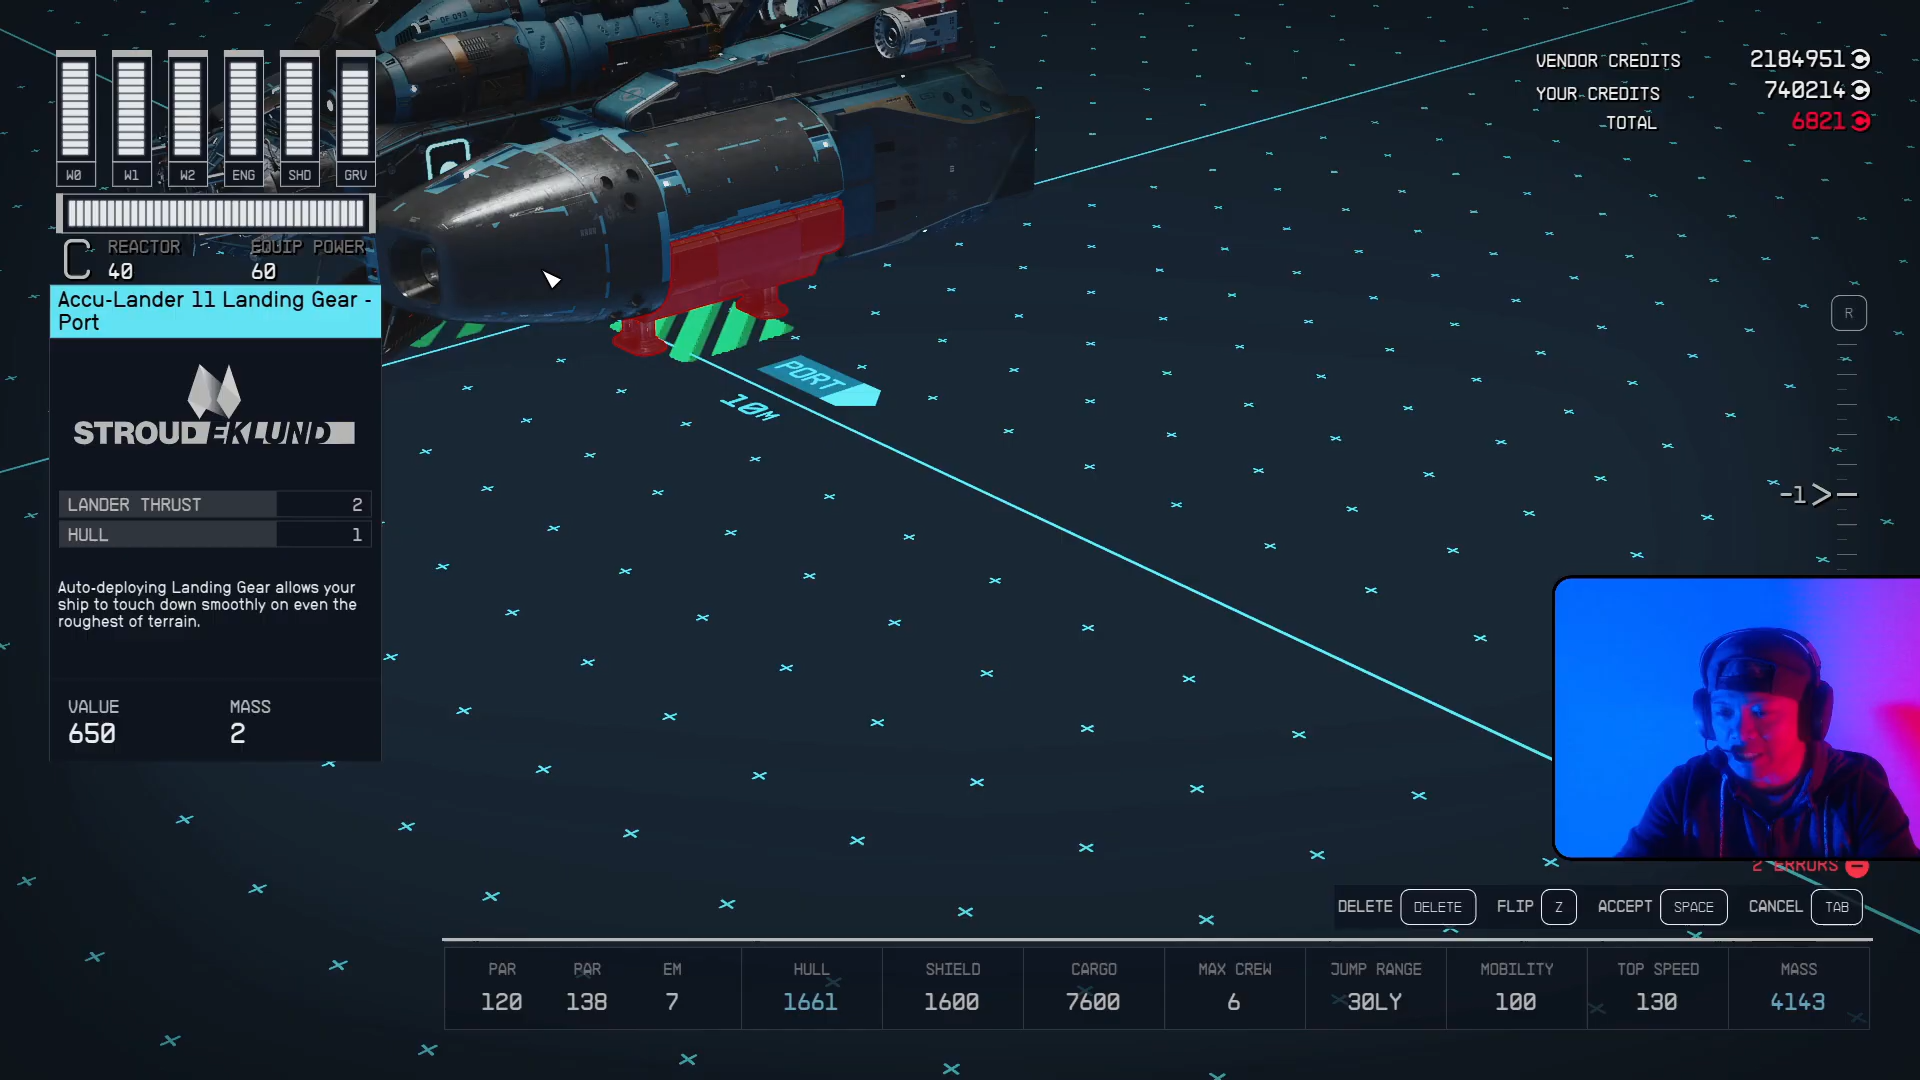 VENDOR CREDITS 2184951
YOUR CREDITS 740214
TOTAL 6821
W0 W1 W2 ENG SHD GRV
REACTOR EQUIP POWER
C 40 60
Accu-Lander 11 Landing Gear -
Port
STROUD EKLUND
LANDER THRUST 2
HULL 1
Auto-deploying Landing Gear allows your
ship to touch down smoothly on even the
roughest of terrain.
VALUE MASS
650 2
PORT
10M
R
-1
2 ERRORS
DELETE DELETE FLIP Z ACCEPT SPACE CANCEL TAB
PAR PAR EM HULL SHIELD CARGO MAX CREW JUMP RANGE MOBILITY TOP SPEED MASS
120 138 7 1661 1600 7600 6 30LY 100 130 4143